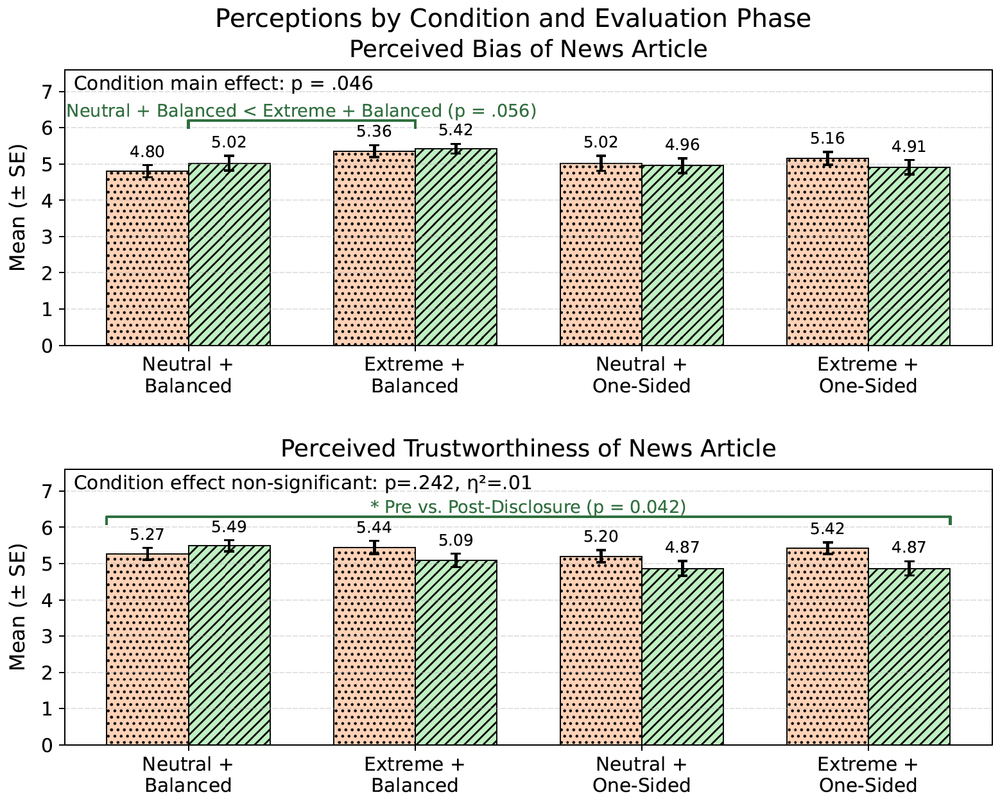 Perceptions by Condition and Evaluation Phase
Perceived Bias of News Article
Condition main effect: p = .046
Neutral + Balanced < Extreme + Balanced (p = .056)
Mean (± SE)
7
6
5
4
3
2
1
0
4.80
5.02
5.36
5.42
5.02
4.96
5.16
4.91
Neutral +
Balanced
Extreme +
Balanced
Neutral +
One-Sided
Extreme +
One-Sided
Perceived Trustworthiness of News Article
Condition effect non-significant: p=.242, η²=.01
* Pre vs. Post-Disclosure (p = 0.042)
Mean (± SE)
7
6
5
4
3
2
1
0
5.27
5.49
5.44
5.09
5.20
4.87
5.42
4.87
Neutral +
Balanced
Extreme +
Balanced
Neutral +
One-Sided
Extreme +
One-Sided